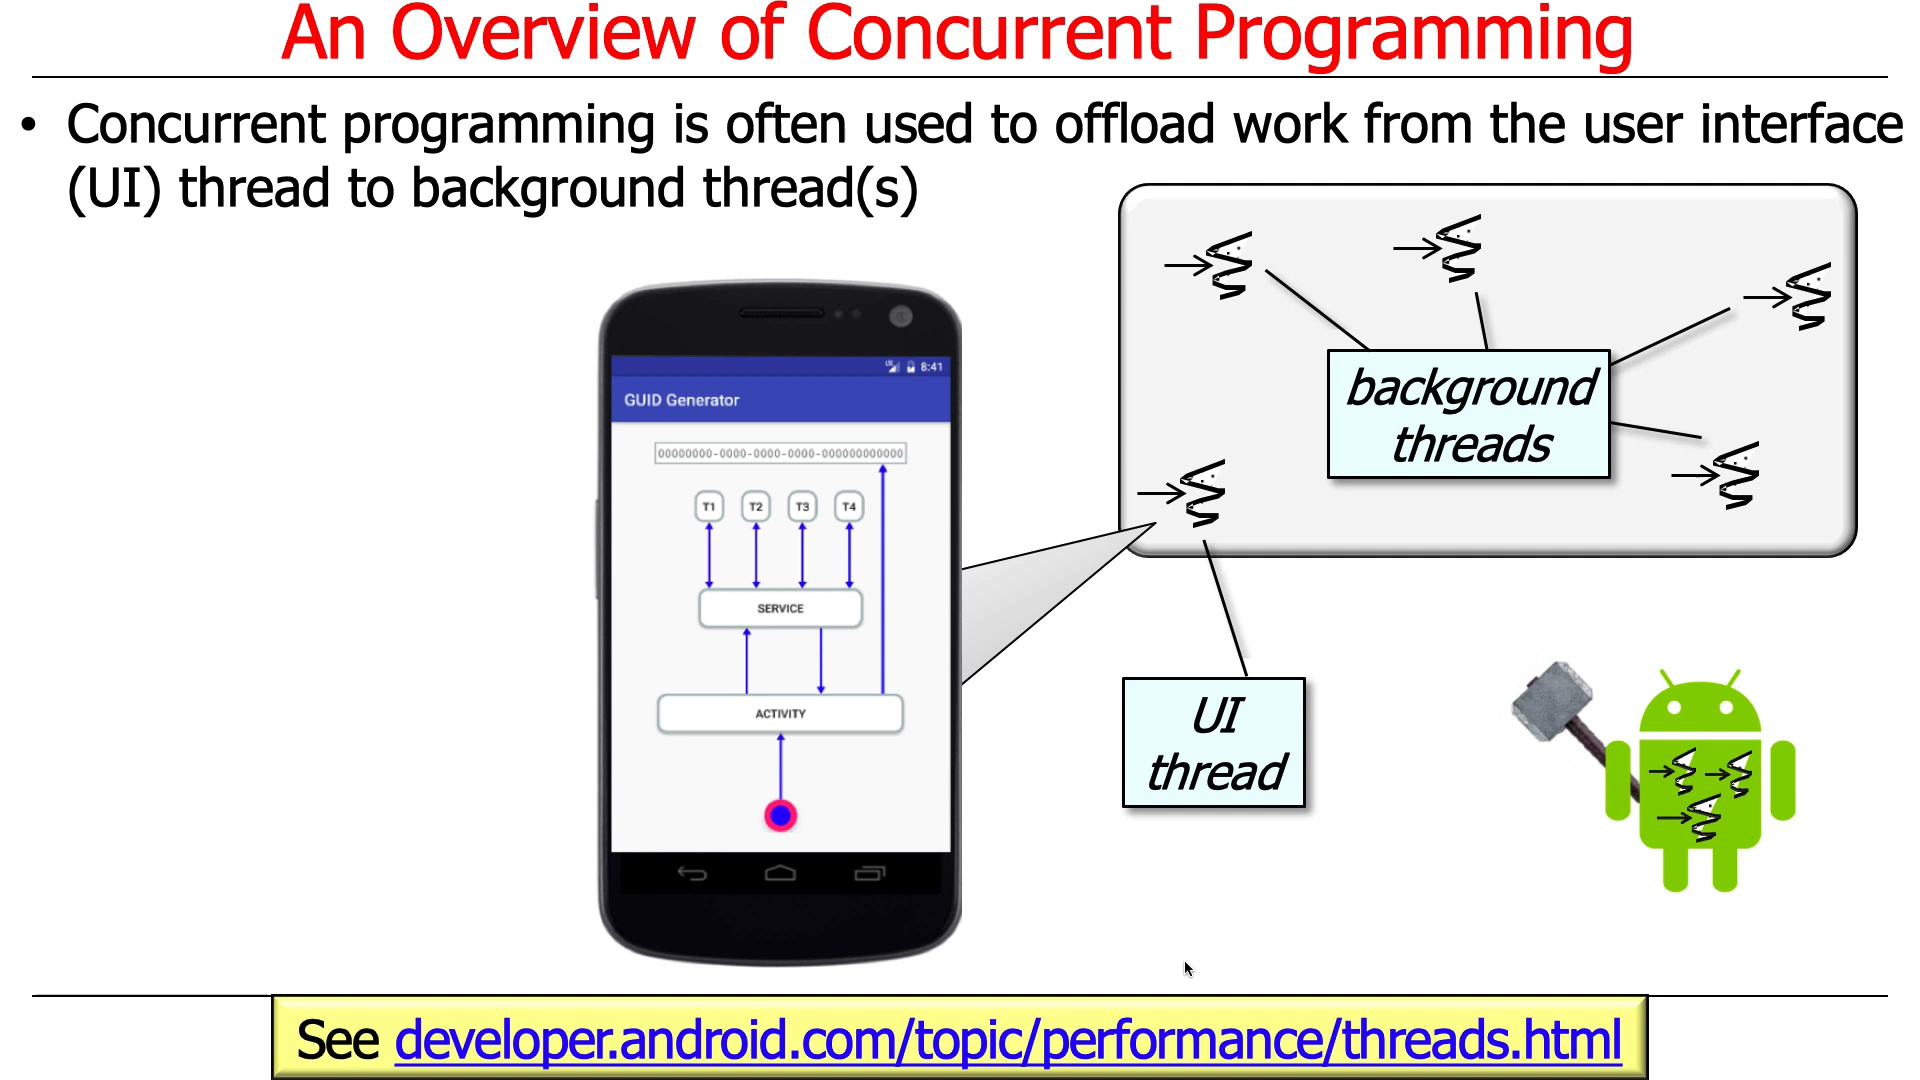 An Overview of Concurrent Programming
• Concurrent programming is often used to offload work from the user interface
(UI) thread to background thread(s)
LTE 8:41
GUID Generator
00000000-0000-0000-0000-000000000000
T1 T2 T3 T4
SERVICE
ACTIVITY
background
threads
UI
thread
See developer.android.com/topic/performance/threads.html